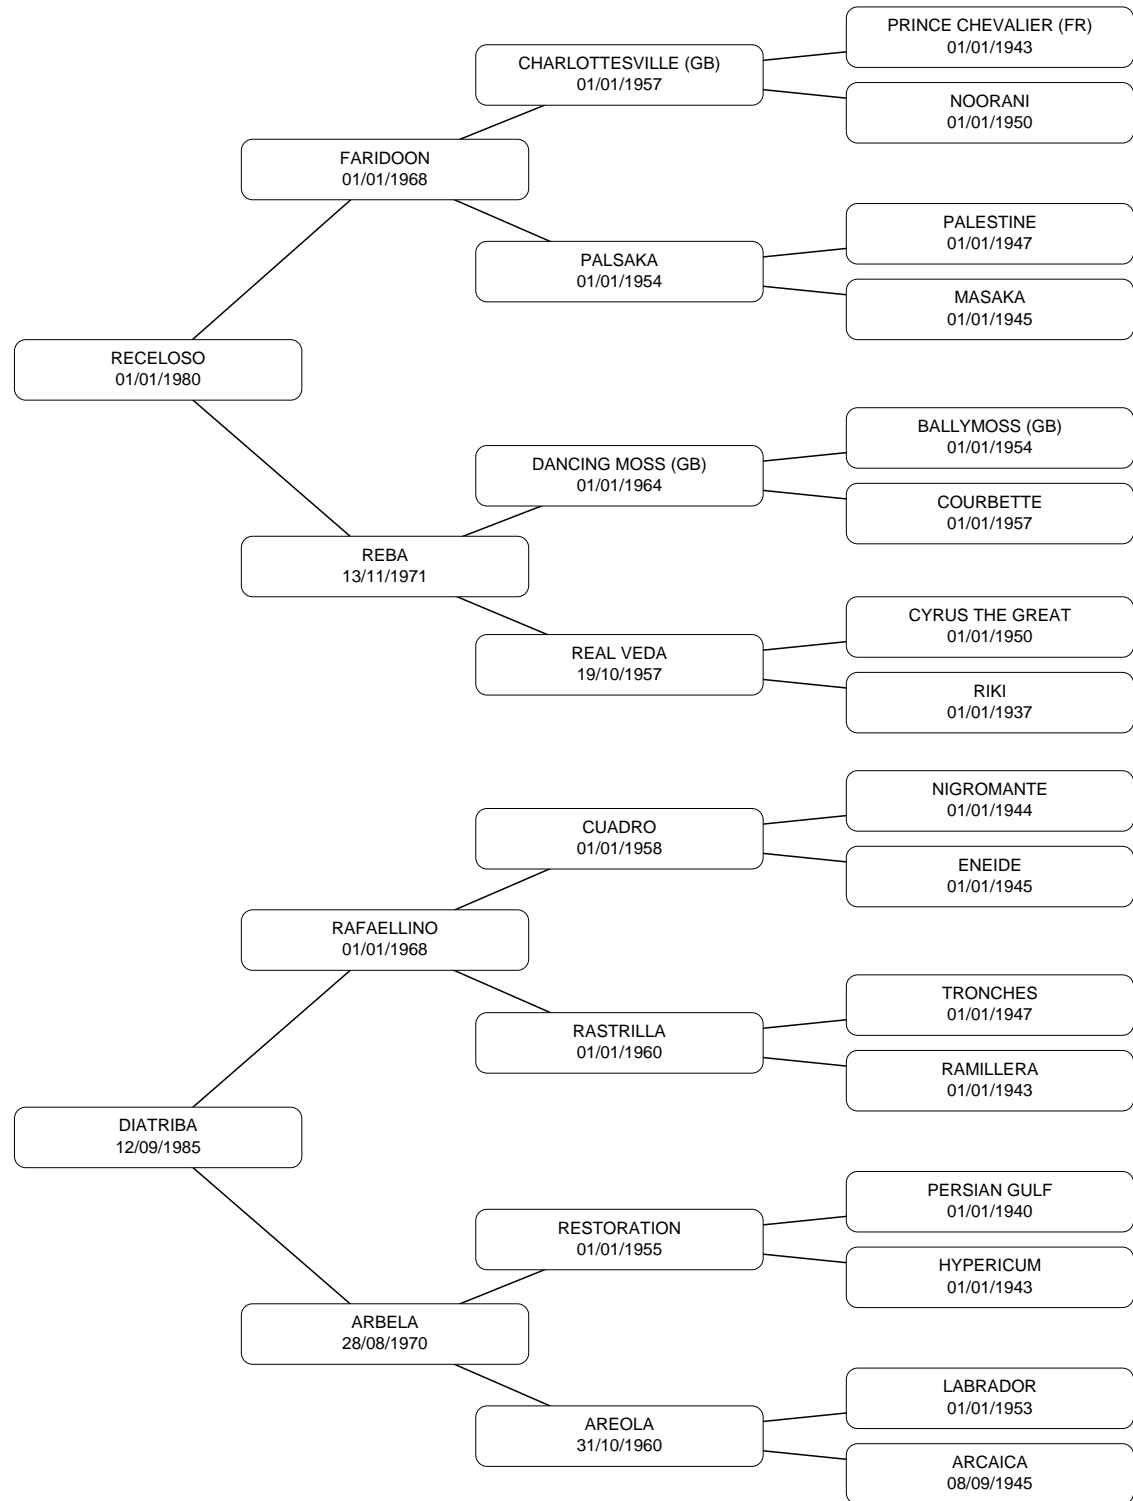 PRINCE CHEVALIER (FR)
01/01/1943
CHARLOTTESVILLE (GB)
01/01/1957
NOORANI
01/01/1950
FARIDOON
01/01/1968
PALESTINE
01/01/1947
PALSAKA
01/01/1954
MASAKA
01/01/1945
RECELOSO
01/01/1980
BALLYMOSS (GB)
01/01/1954
DANCING MOSS (GB)
01/01/1964
COURBETTE
01/01/1957
REBA
13/11/1971
CYRUS THE GREAT
01/01/1950
REAL VEDA
19/10/1957
RIKI
01/01/1937
NIGROMANTE
01/01/1944
CUADRO
01/01/1958
ENEIDE
01/01/1945
RAFAELLINO
01/01/1968
TRONCHES
01/01/1947
RASTRILLA
01/01/1960
RAMILLERA
01/01/1943
DIATRIBA
12/09/1985
PERSIAN GULF
01/01/1940
RESTORATION
01/01/1955
HYPERICUM
01/01/1943
ARBELA
28/08/1970
LABRADOR
01/01/1953
AREOLA
31/10/1960
ARCAICA
08/09/1945